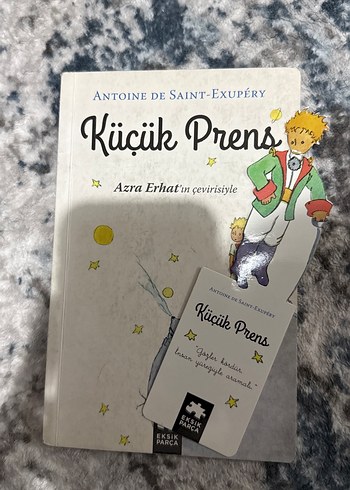 ANTOINE DE SAINT-EXUPÉRY
Küçük Prens
Azra Erhat'ın çevirisiyle
ANTOINE DE SAINT-EXUPÉRY
Küçük Prens
"Gözler kördür
İnsan yüreğiyle aramalı."
EKSİK
PARÇA
EKSİK
PARÇA